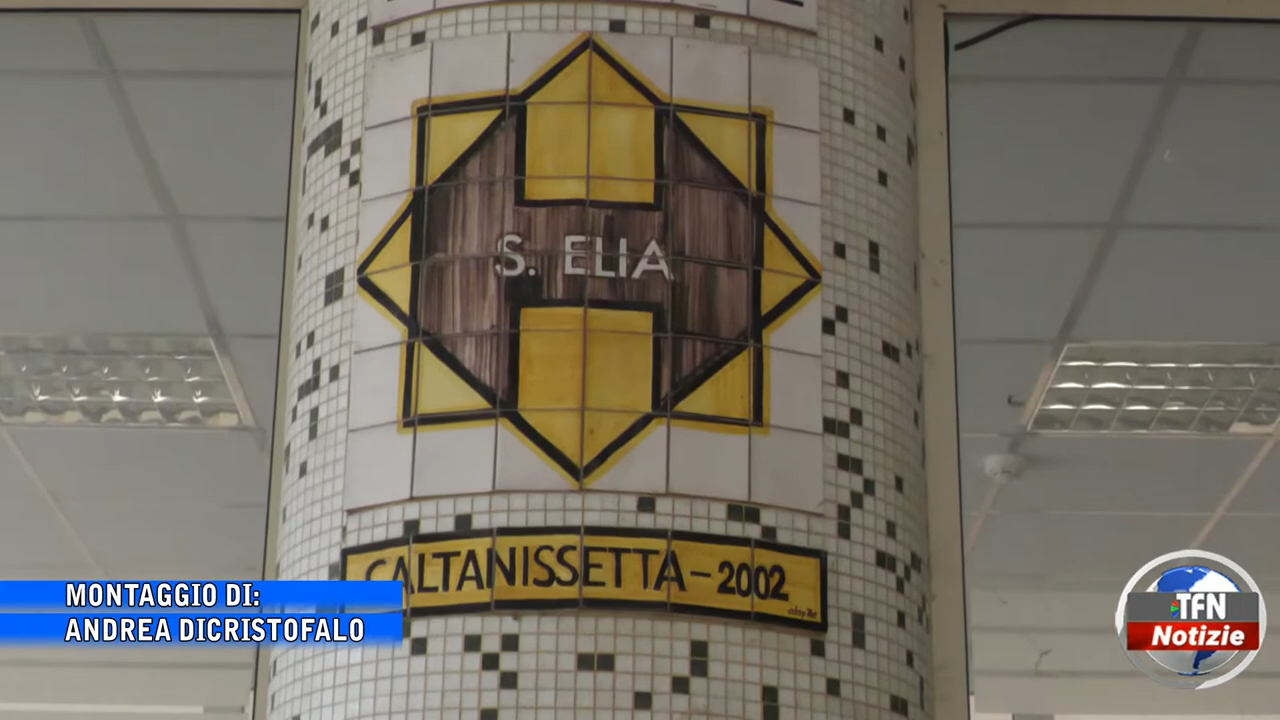 S. ELIA
CALTANISSETTA - 2002
MONTAGGIO DI:
ANDREA DICRISTOFALO
TFN
Notizie